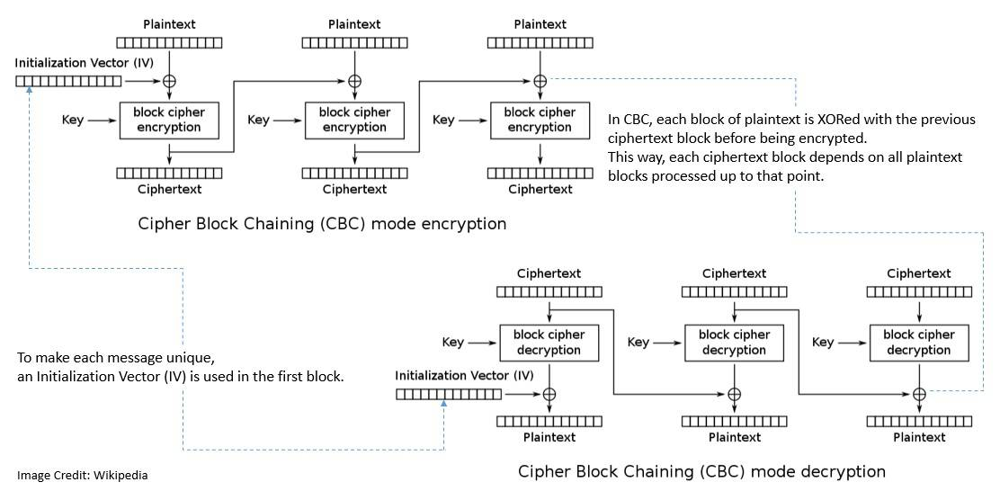 Plaintext Plaintext Plaintext
Initialization Vector (IV)
Key block cipher encryption Key block cipher encryption Key block cipher encryption
Ciphertext Ciphertext Ciphertext
Cipher Block Chaining (CBC) mode encryption
In CBC, each block of plaintext is XORed with the previous
ciphertext block before being encrypted.
This way, each ciphertext block depends on all plaintext
blocks processed up to that point.
Ciphertext Ciphertext Ciphertext
Key block cipher decryption Key block cipher decryption Key block cipher decryption
To make each message unique,
an Initialization Vector (IV) is used in the first block.
Initialization Vector (IV)
Plaintext Plaintext Plaintext
Cipher Block Chaining (CBC) mode decryption
Image Credit: Wikipedia